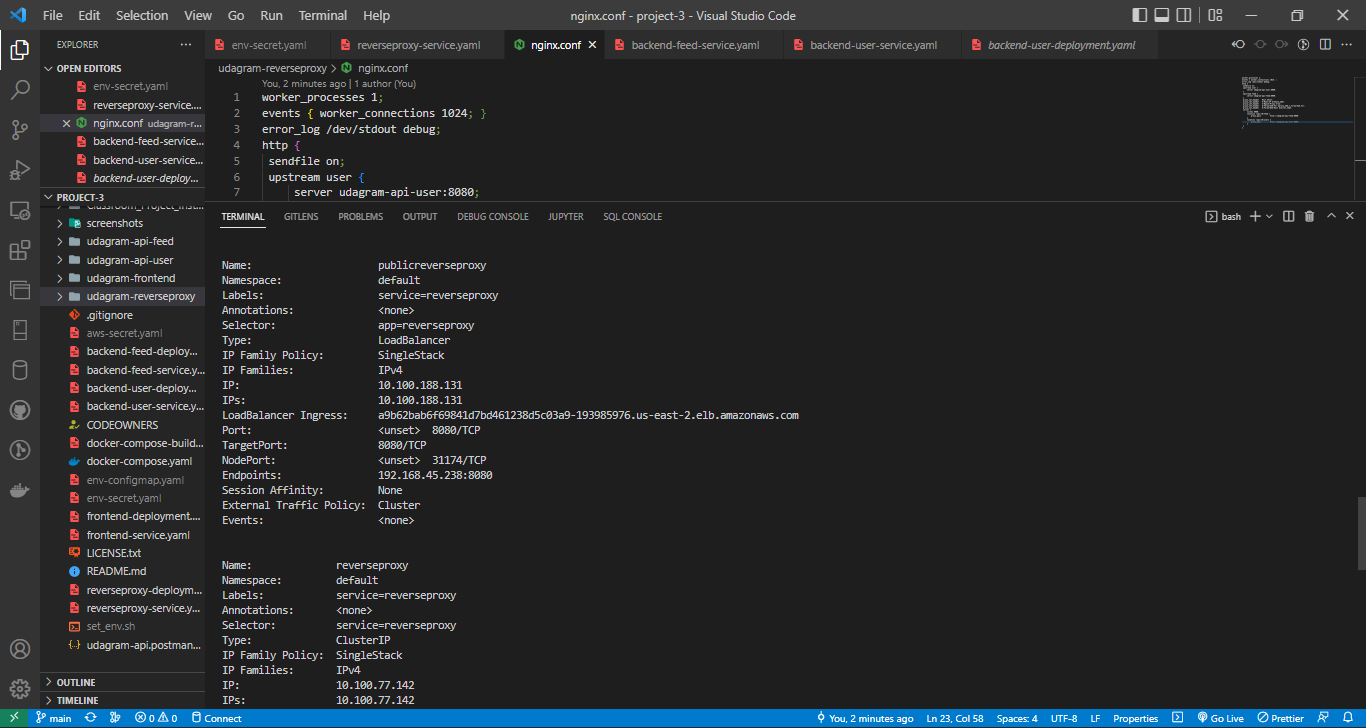 File Edit Selection View Go Run Terminal Help nginx.conf - project-3 - Visual Studio Code
EXPLORER
OPEN EDITORS
env-secret.yaml
reverseproxy-service....
nginx.conf udagram-r...
backend-feed-service...
backend-user-service...
backend-user-deploy...
PROJECT-3
screenshots
udagram-api-feed
udagram-api-user
udagram-frontend
udagram-reverseproxy
.gitignore
aws-secret.yaml
backend-feed-deploy...
backend-feed-service.y...
backend-user-deploy...
backend-user-service.y...
CODEOWNERS
docker-compose-build...
docker-compose.yaml
env-configmap.yaml
env-secret.yaml
frontend-deployment....
frontend-service.yaml
LICENSE.txt
README.md
reverseproxy-deploym...
reverseproxy-service.y...
set_env.sh
udagram-api.postman...
OUTLINE
TIMELINE
env-secret.yaml reverseproxy-service.yaml nginx.conf backend-feed-service.yaml backend-user-service.yaml backend-user-deployment.yaml
udagram-reverseproxy > nginx.conf
You, 2 minutes ago | 1 author (You)
1 worker_processes 1;
2 events { worker_connections 1024; }
3 error_log /dev/stdout debug;
4 http {
5 sendfile on;
6 upstream user {
7 server udagram-api-user:8080;
TERMINAL GITLENS PROBLEMS OUTPUT DEBUG CONSOLE JUPYTER SQL CONSOLE bash
Name: publicreverseproxy
Namespace: default
Labels: service=reverseproxy
Annotations: <none>
Selector: app=reverseproxy
Type: LoadBalancer
IP Family Policy: SingleStack
IP Families: IPv4
IP: 10.100.188.131
IPs: 10.100.188.131
LoadBalancer Ingress: a9b62bab6f69841d7bd461238d5c03a9-193985976.us-east-2.elb.amazonaws.com
Port: <unset> 8080/TCP
TargetPort: 8080/TCP
NodePort: <unset> 31174/TCP
Endpoints: 192.168.45.238:8080
Session Affinity: None
External Traffic Policy: Cluster
Events: <none>
Name: reverseproxy
Namespace: default
Labels: service=reverseproxy
Annotations: <none>
Selector: service=reverseproxy
Type: ClusterIP
IP Family Policy: SingleStack
IP Families: IPv4
IP: 10.100.77.142
IPs: 10.100.77.142
main 0 0 Connect You, 2 minutes ago Ln 23, Col 58 Spaces: 4 UTF-8 LF Properties Go Live Prettier